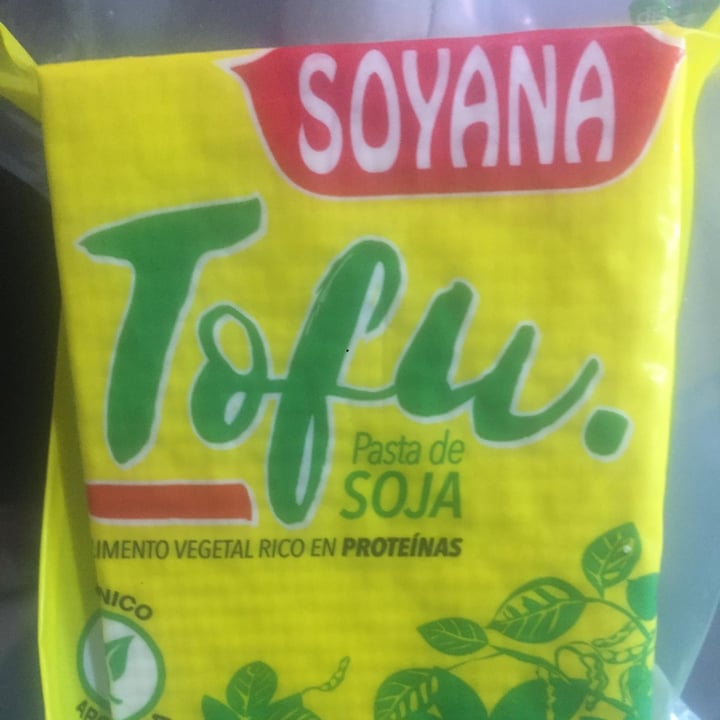 SOYANA
Tofu.
Pasta de
SOJA
LIMENTO VEGETAL RICO EN PROTEÍNAS
NICO